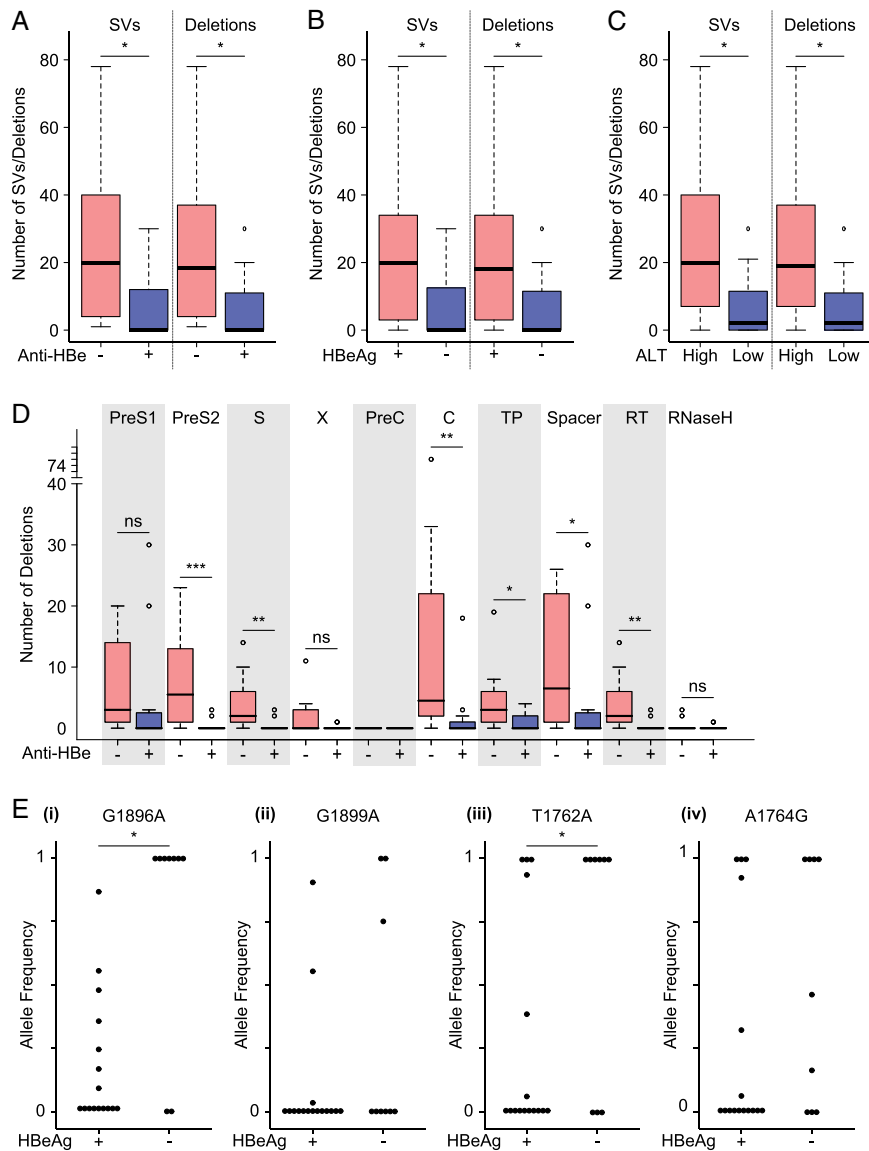 A
SVs
Deletions
*
*
Number of SVs/Deletions
80
60
40
20
0
Anti-HBe
-
+
-
+
B
SVs
Deletions
*
*
Number of SVs/Deletions
80
60
40
20
0
HBeAg
+
-
+
-
C
SVs
Deletions
*
*
Number of SVs/Deletions
80
60
40
20
0
ALT
High
Low
High
Low
D
PreS1
PreS2
S
X
PreC
C
TP
Spacer
RT
RNaseH
Number of Deletions
74
40
30
20
10
0
ns
***
**
ns
**
*
*
**
ns
Anti-HBe
- + - + - + - + - + - + - + - + - + - +
E
(i)
G1896A
*
Allele Frequency
1
0
HBeAg
+
-
(ii)
G1899A
Allele Frequency
1
0
HBeAg
+
-
(iii)
T1762A
*
Allele Frequency
1
0
HBeAg
+
-
(iv)
A1764G
Allele Frequency
1
0
HBeAg
+
-